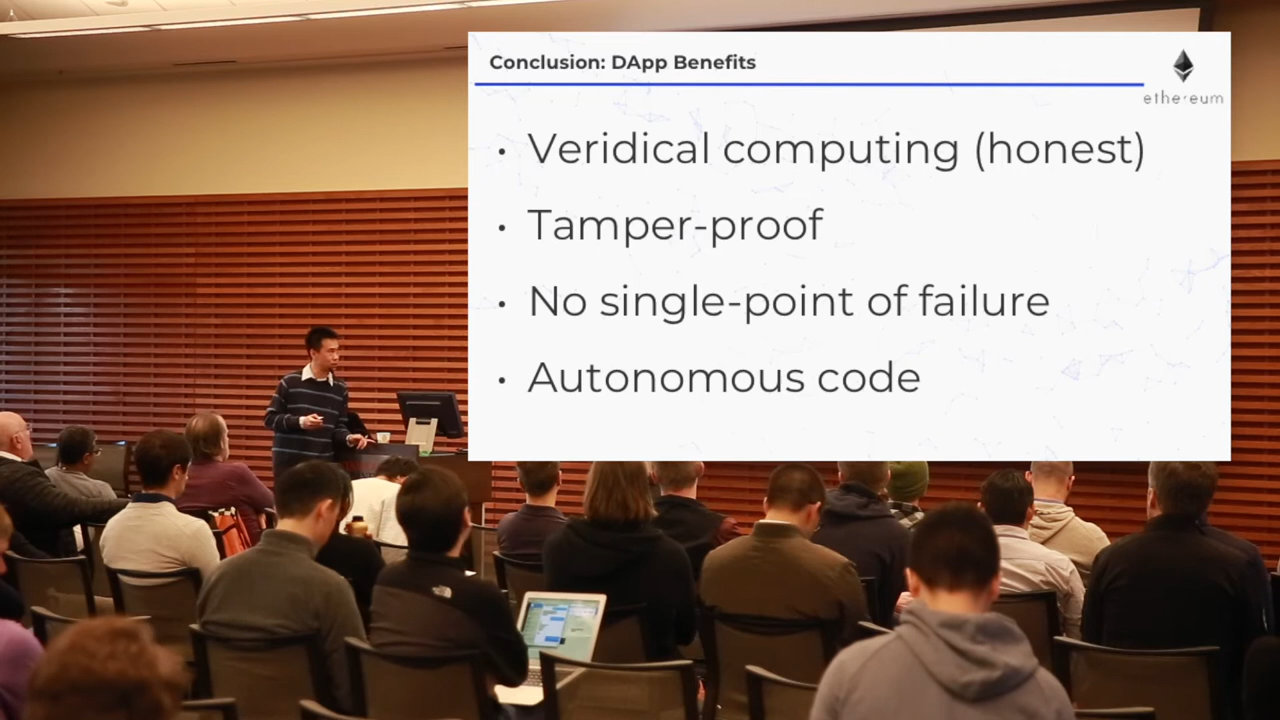 Conclusion: DApp Benefits
ethereum
• Veridical computing (honest)
• Tamper-proof
• No single-point of failure
• Autonomous code